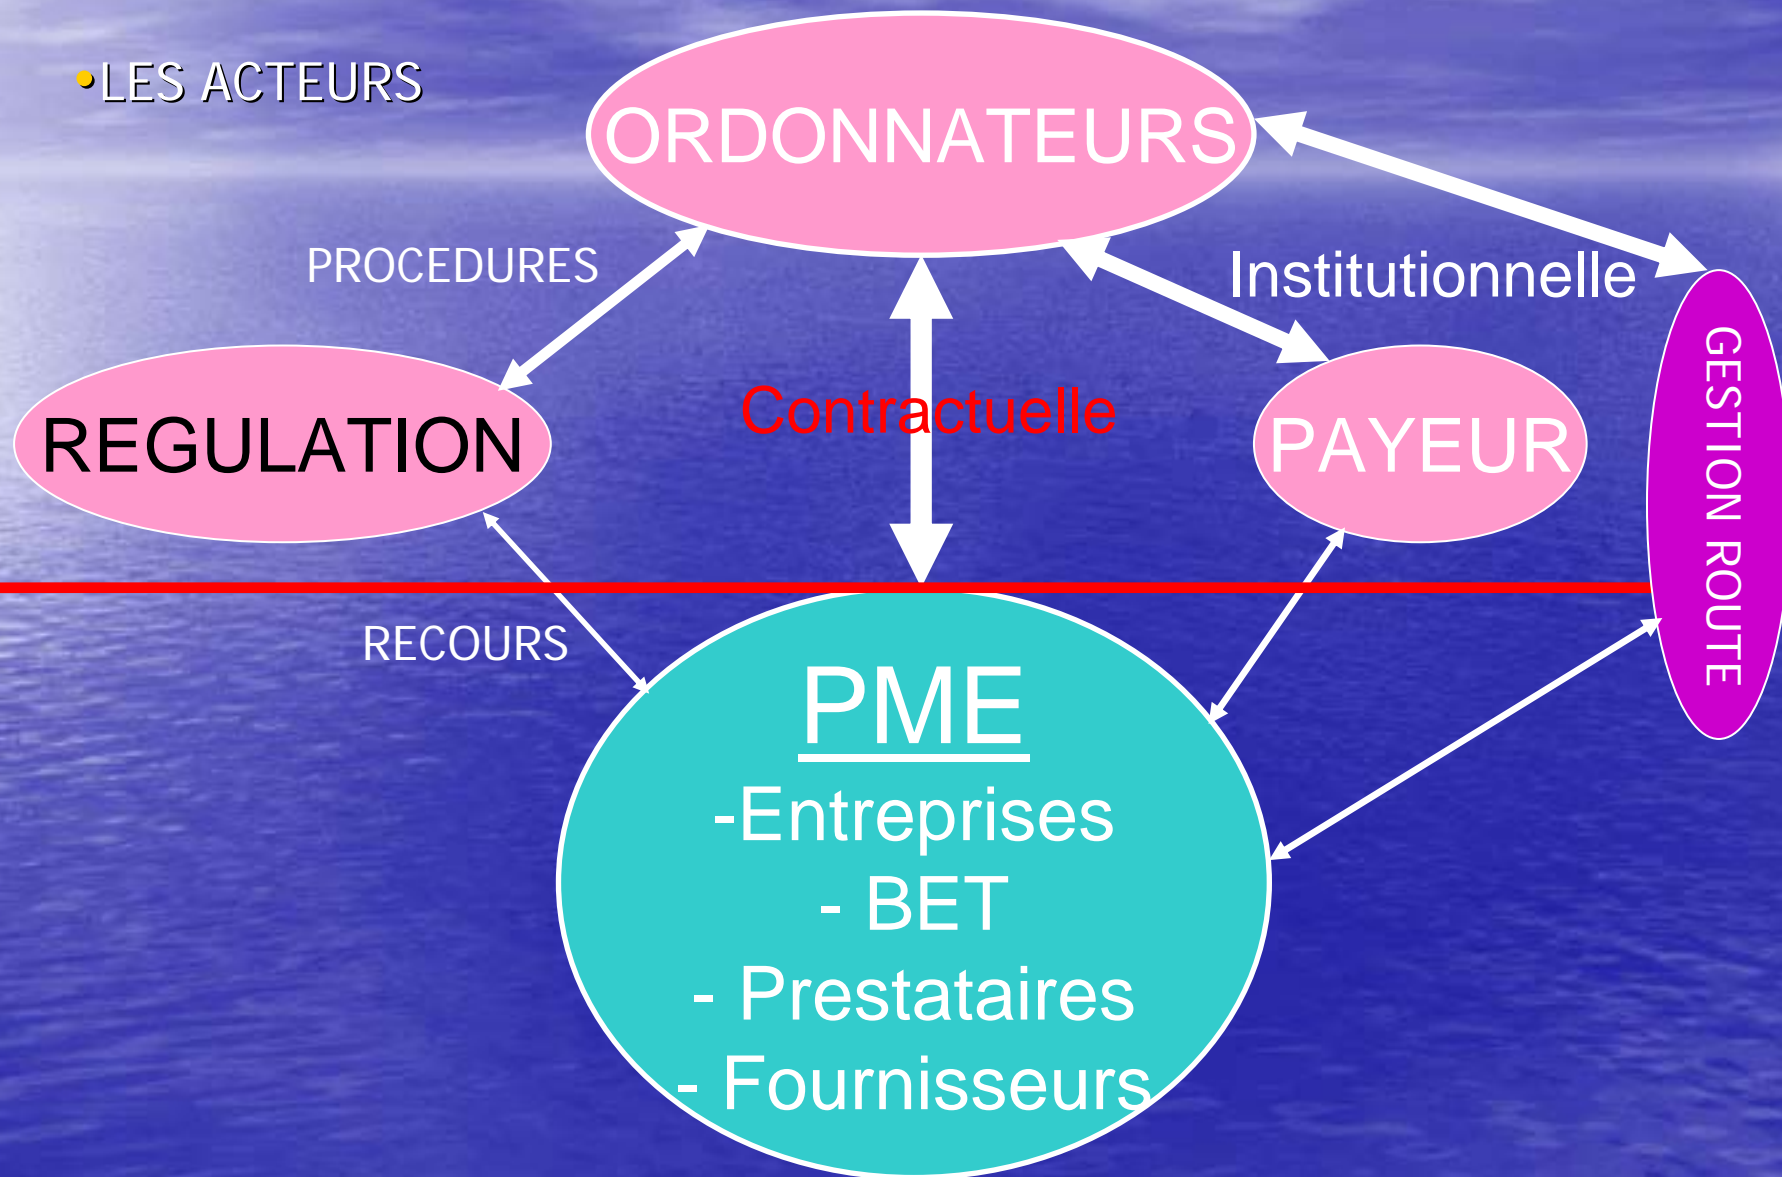 •LES ACTEURS
ORDONNATEURS
PROCEDURES
Institutionnelle
REGULATION
Contractuelle
PAYEUR
GESTION ROUTE
RECOURS
PME
-Entreprises
- BET
- Prestataires
- Fournisseurs